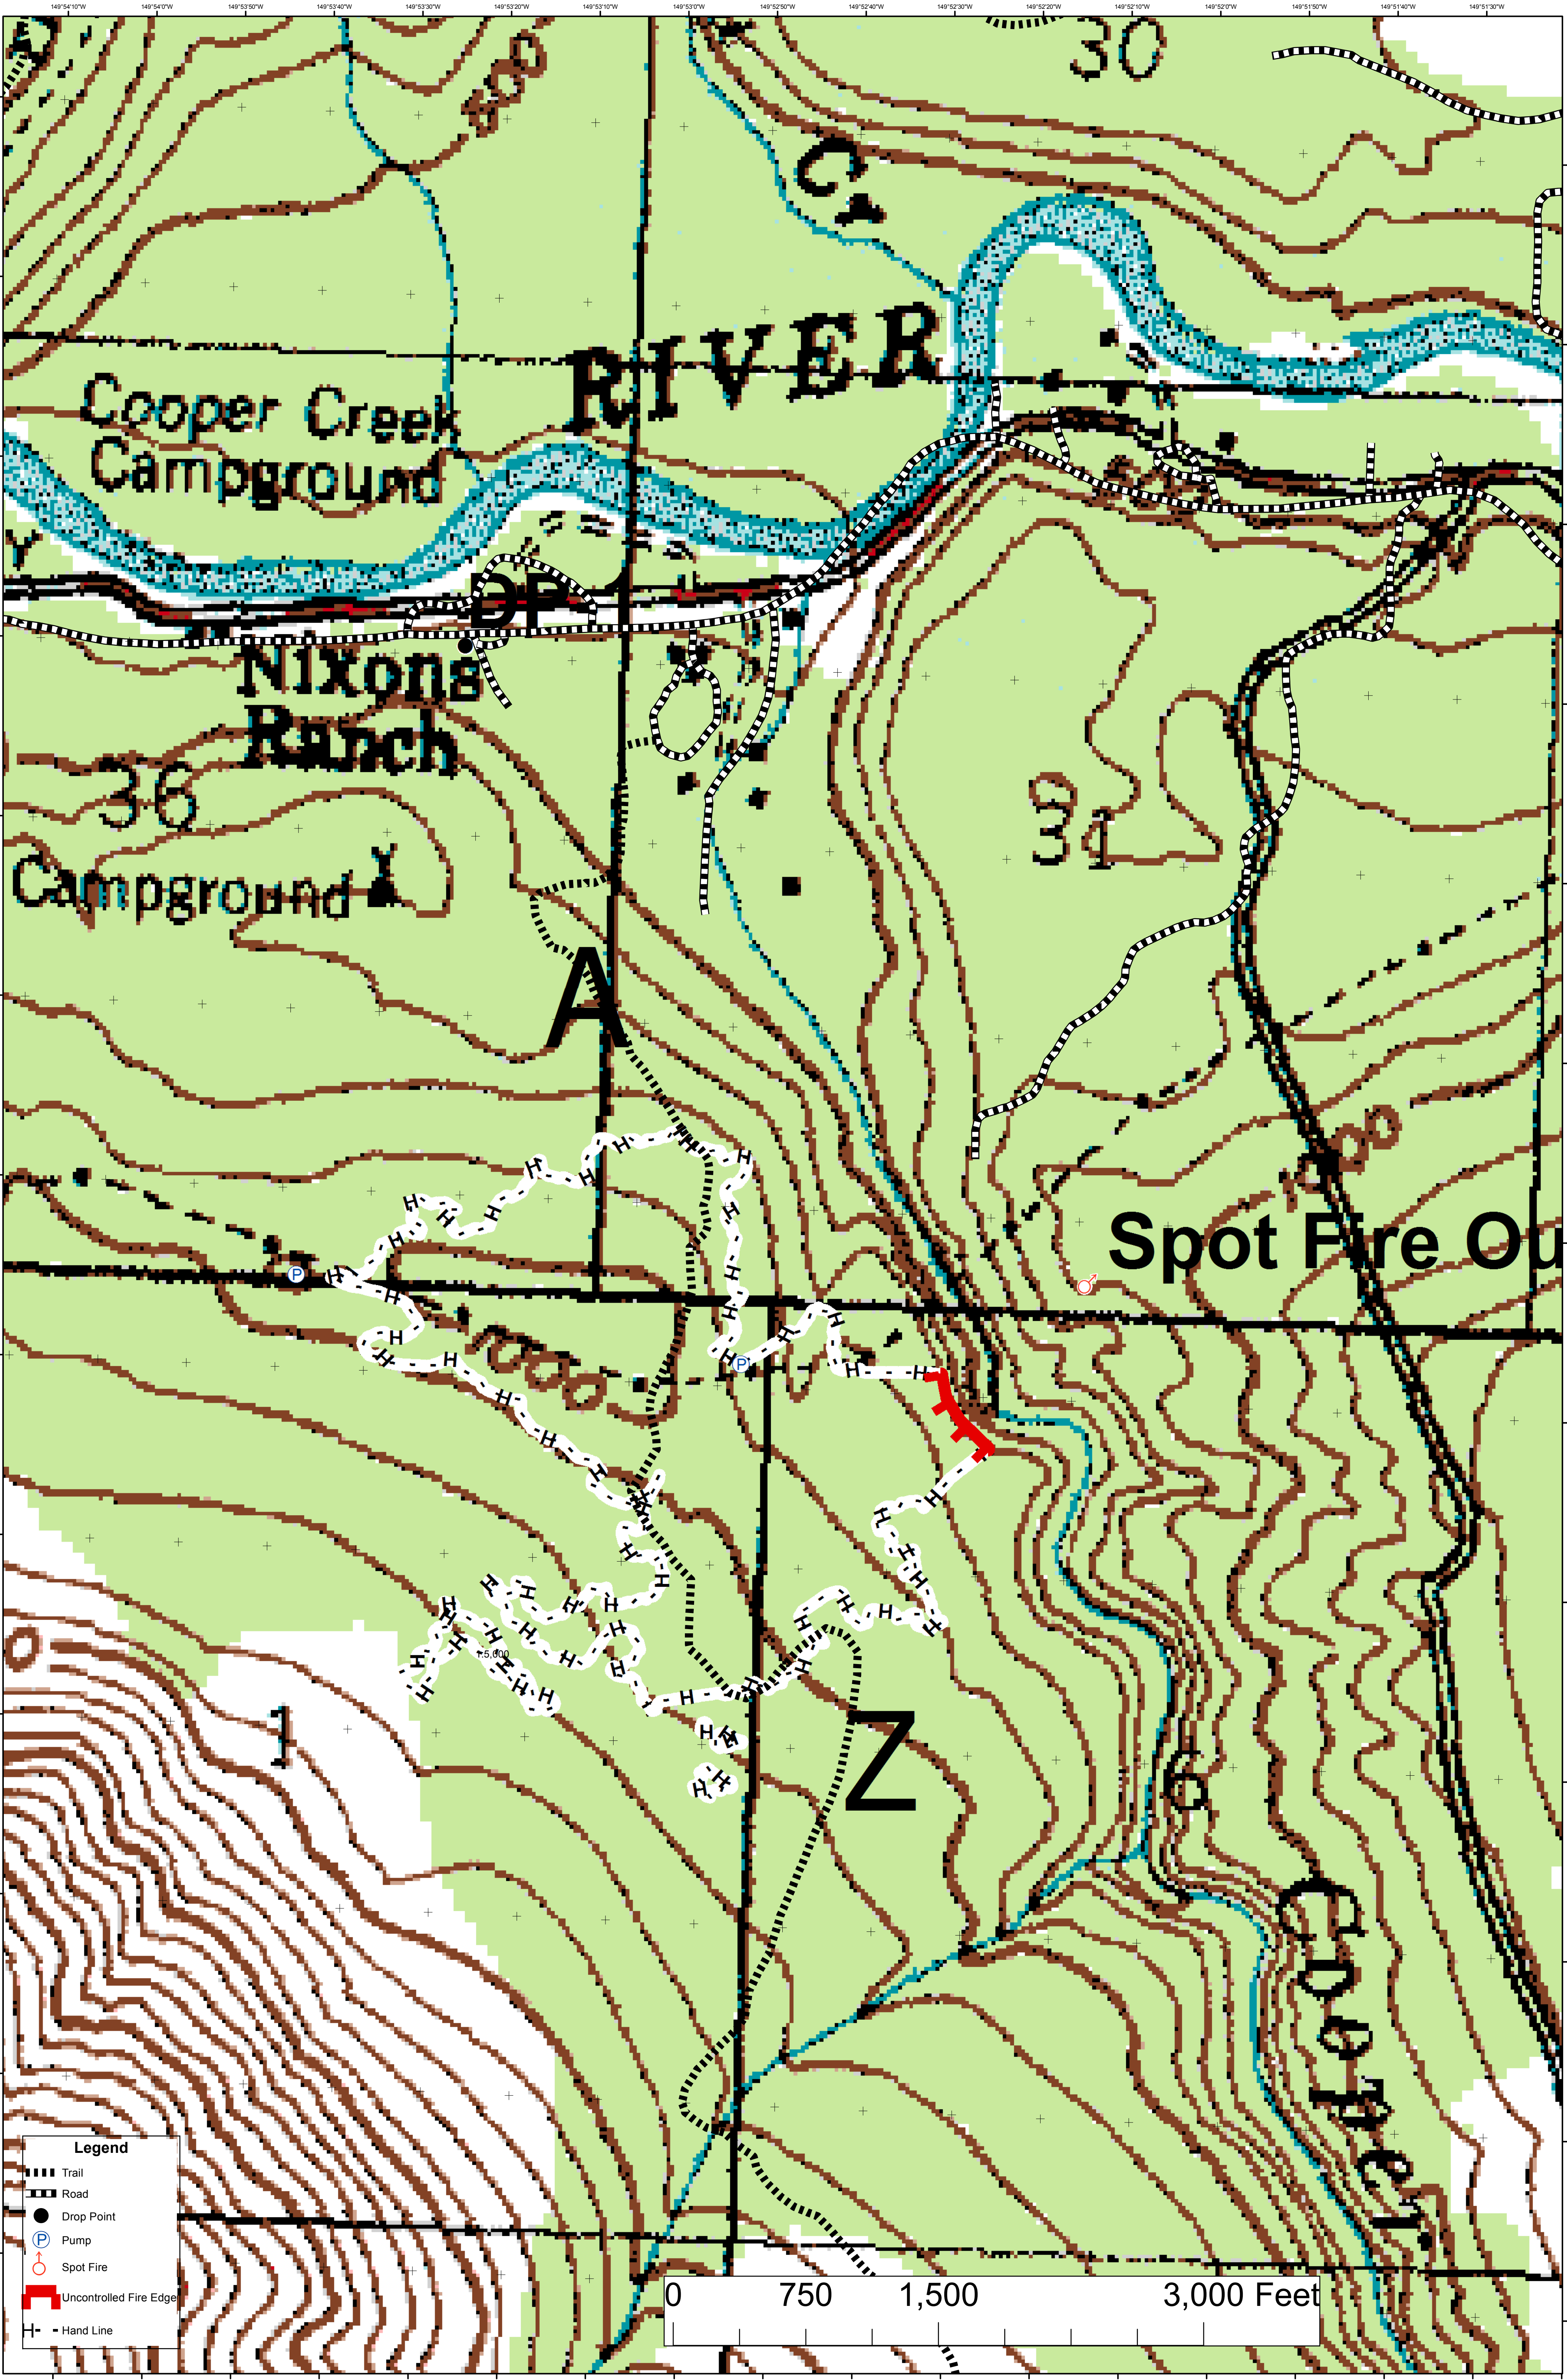 149°54'10"W 149°54'0"W 149°53'50"W 149°53'40"W 149°53'30"W 149°53'20"W 149°53'10"W 149°53'0"W 149°52'50"W 149°52'40"W 149°52'30"W 149°52'20"W 149°52'10"W 149°52'0"W 149°51'50"W 149°51'40"W 149°51'30"W
30
Cr
RIVER
Cooper Creek
Campground
Y
DP 1
Nixons
Ranch
36
31
Campground
A
Spot Fire Ou
P
1000
P
1:5,000
1
Z
C
Cooper
Legend
Trail
Road
Drop Point
P Pump
Spot Fire
Uncontrolled Fire Edge
H - - Hand Line
0 750 1,500 3,000 Feet